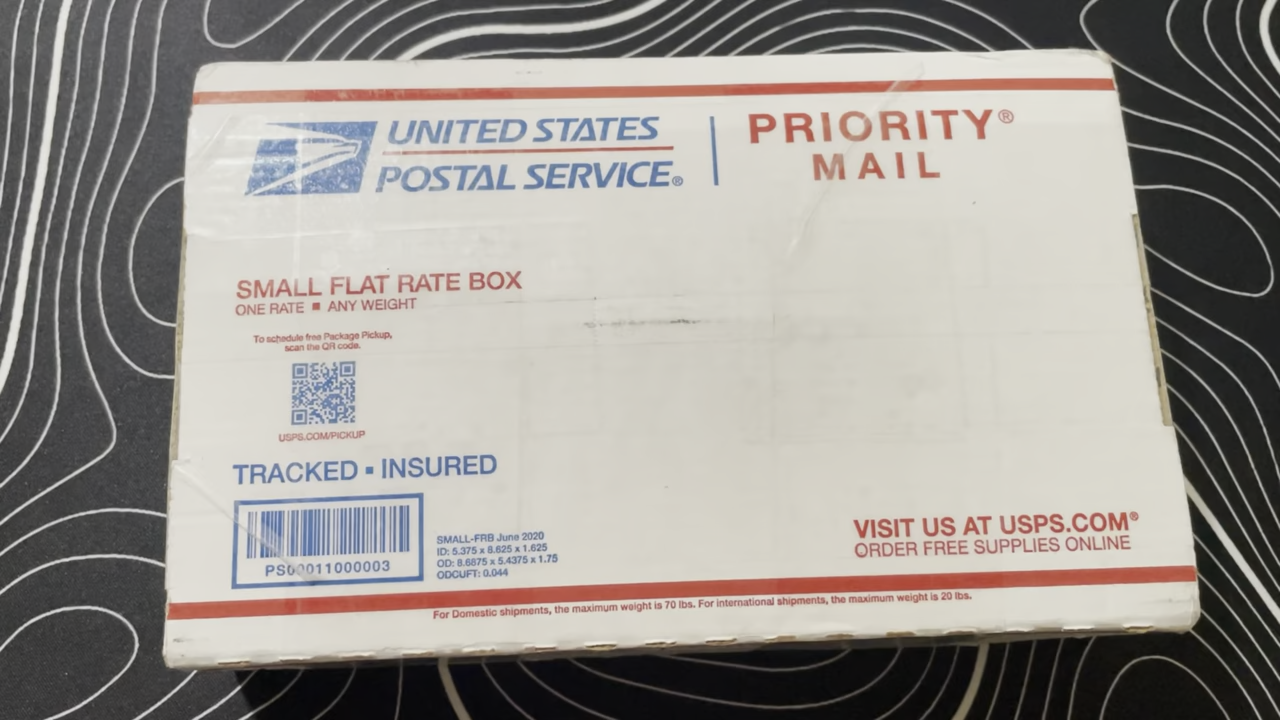 UNITED STATES
POSTAL SERVICE®
PRIORITY®
MAIL
SMALL FLAT RATE BOX
ONE RATE ■ ANY WEIGHT
To schedule free Package Pickup,
scan the QR code.
USPS.COM/PICKUP
TRACKED ▪ INSURED
PS00011000003
SMALL-FRB June 2020
ID: 5.375 x 8.625 x 1.625
OD: 8.6875 x 5.4375 x 1.75
ODCUFT: 0.044
VISIT US AT USPS.COM®
ORDER FREE SUPPLIES ONLINE
For Domestic shipments, the maximum weight is 70 lbs. For international shipments, the maximum weight is 20 lbs.